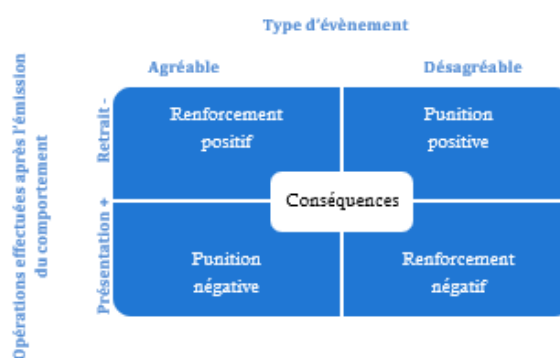 Type d'évènement
Agréable
Désagréable
Opérations effectuées après l'émission
du comportement
Retrait -
Présentation +
Renforcement
positif
Punition
positive
Conséquences
Punition
négative
Renforcement
négatif